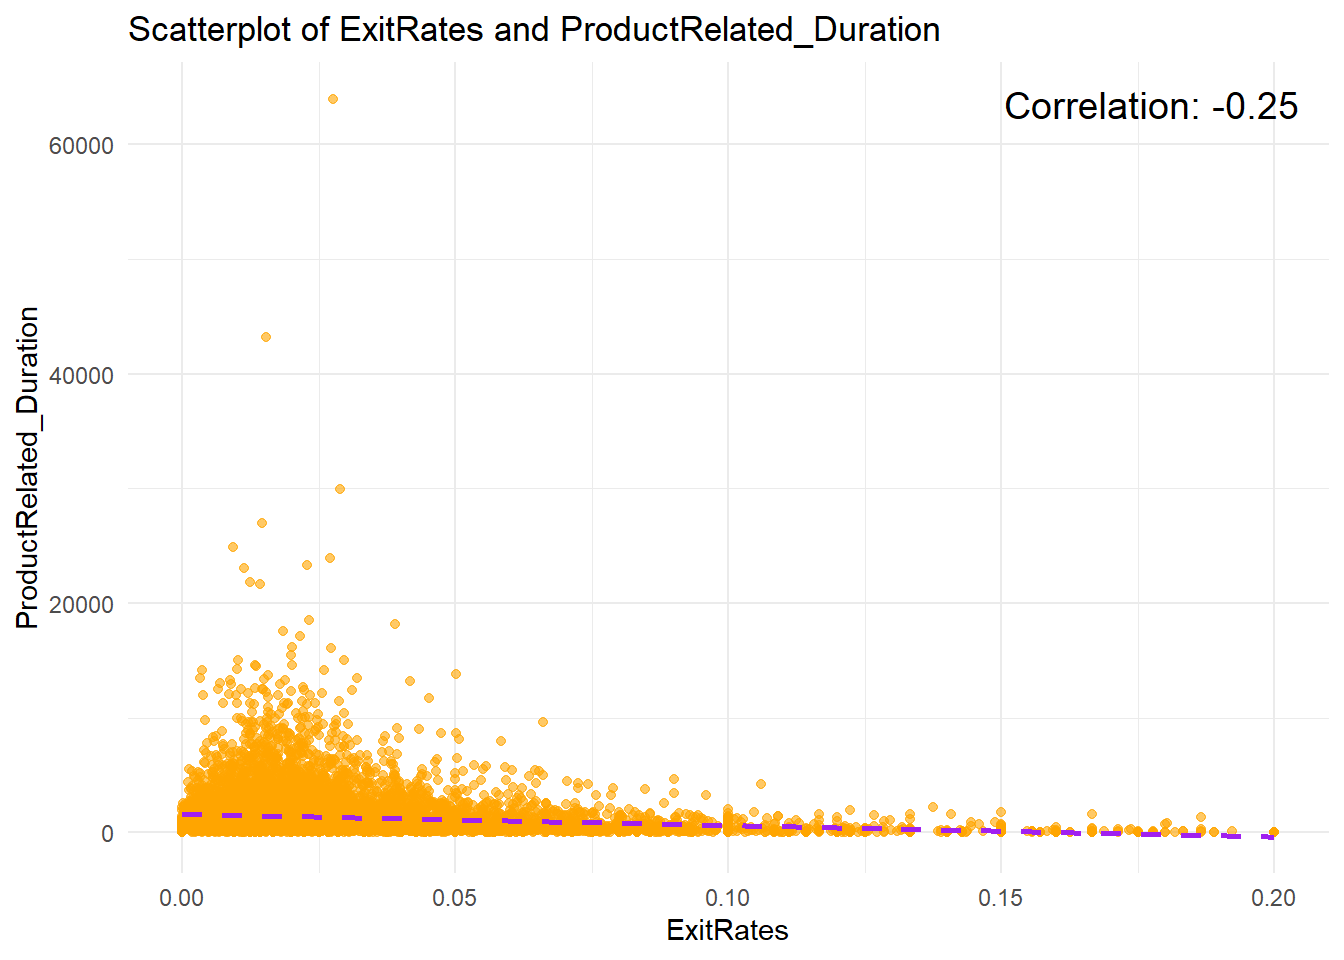 Scatterplot of ExitRates and ProductRelated_Duration
Correlation: -0.25
ProductRelated_Duration
60000
40000
20000
0
0.00
0.05
0.10
0.15
0.20
ExitRates